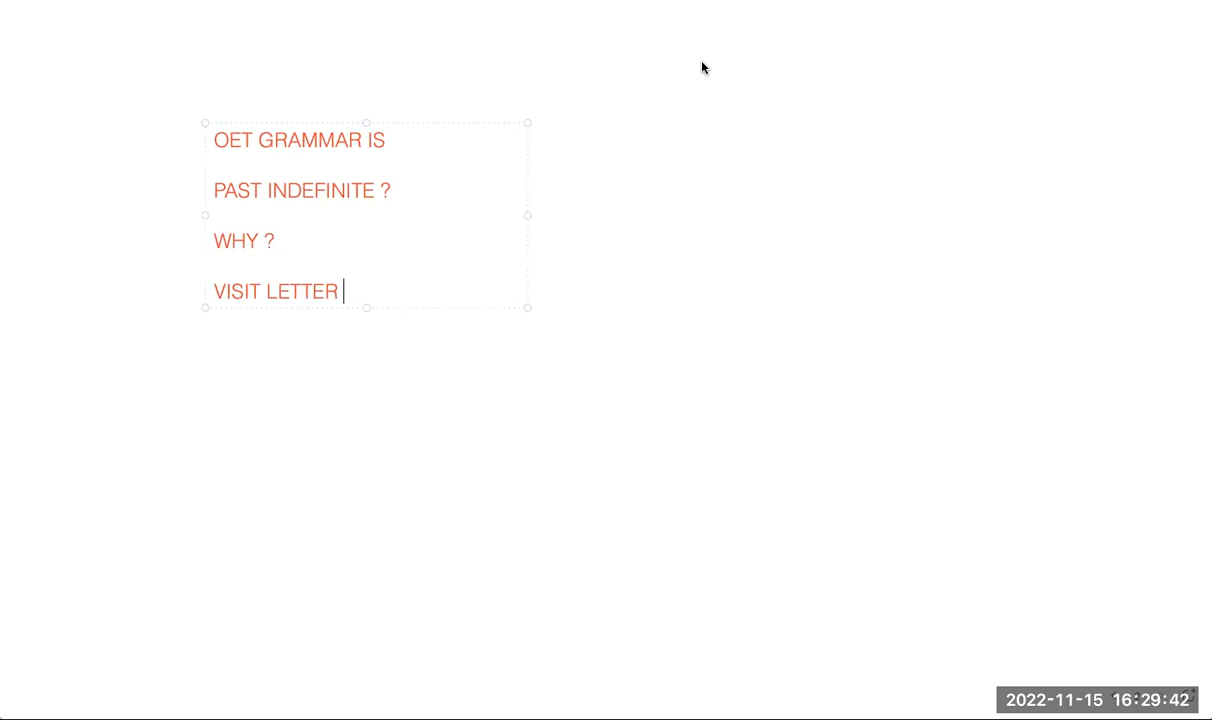 OET GRAMMAR IS
PAST INDEFINITE ?
WHY ?
VISIT LETTER
2022-11-15 16:29:42